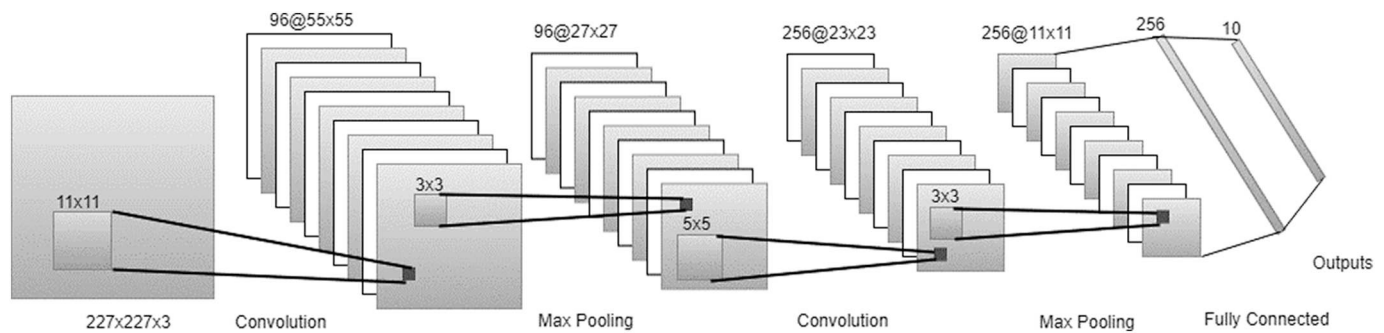 96@55x55
96@27x27
256@23x23
256@11x11
256
10
11x11
3x3
5x5
3x3
227x227x3
Convolution
Max Pooling
Convolution
Max Pooling
Fully Connected
Outputs